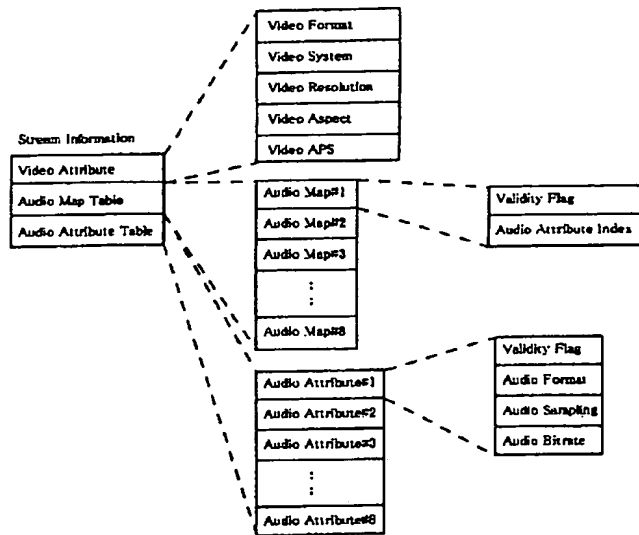 Video Format
Video System
Video Resolution
Video Aspect
Video APS
Stream Information
Video Attribute
Audio Map Table
Audio Attribute Table
Audio Map#1
Audio Map#2
Audio Map#3
Audio Map#8
Validity Flag
Audio Attribute Index
Audio Attribute#1
Audio Attribute#2
Audio Attribute#3
Audio Attribute#8
Validity Flag
Audio Format
Audio Sampling
Audio Bitrate